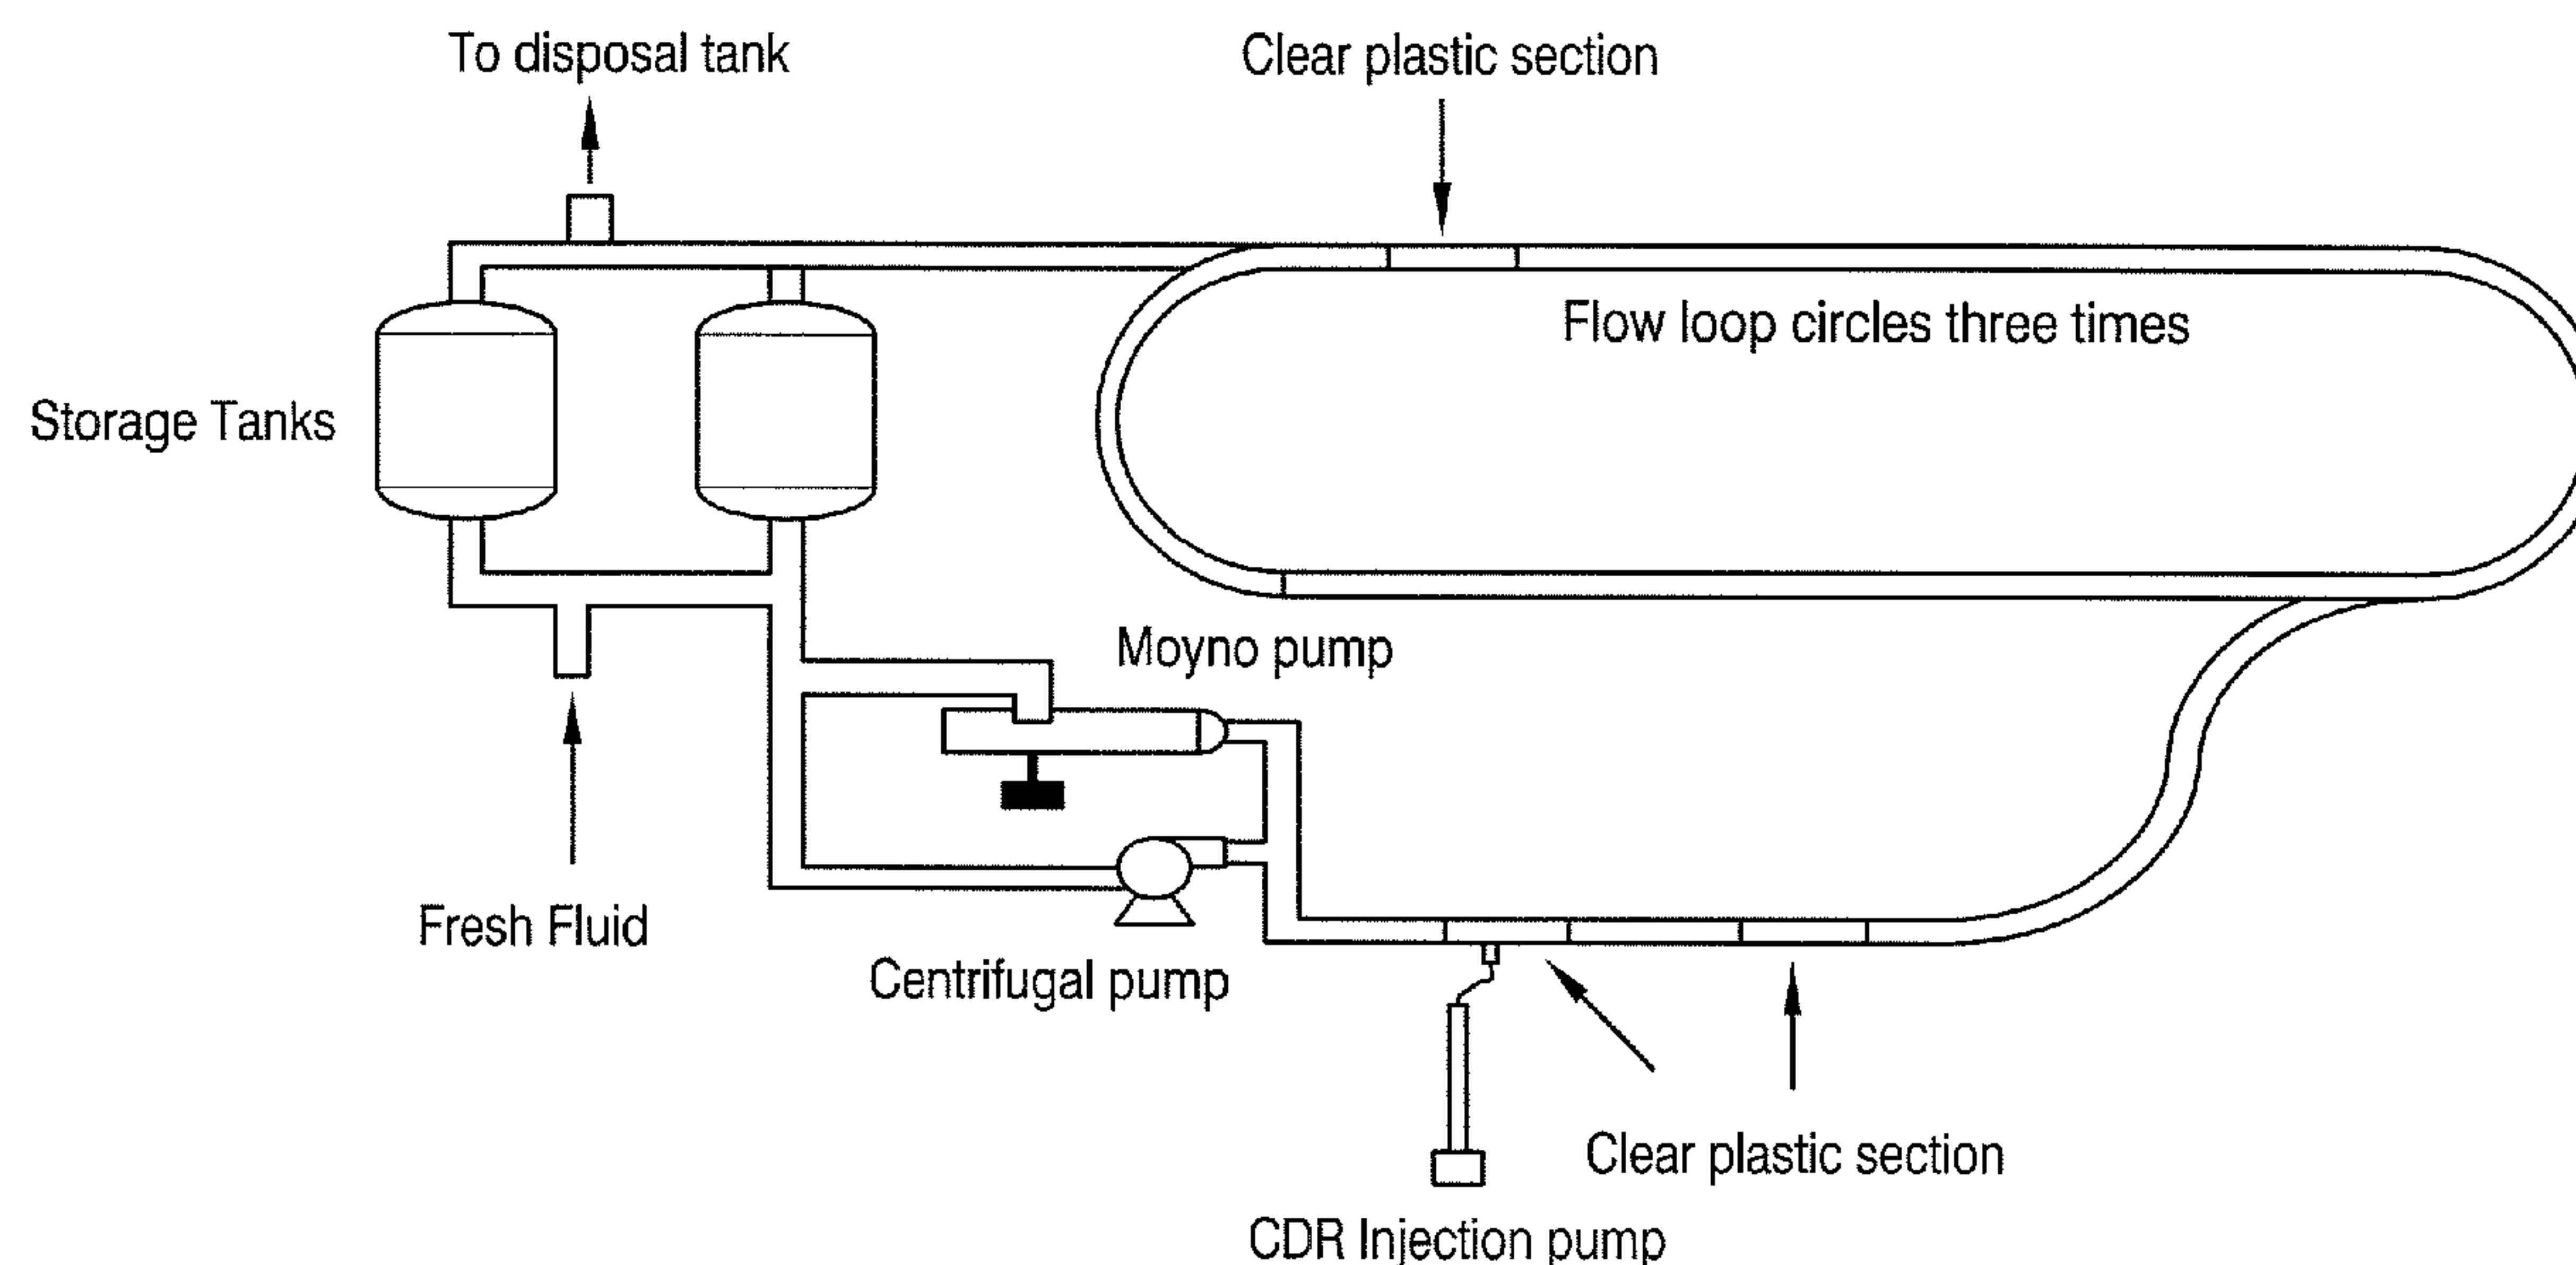 To disposal tank
Clear plastic section
Flow loop circles three times
Storage Tanks
Moyno pump
Fresh Fluid
Centrifugal pump
Clear plastic section
CDR Injection pump